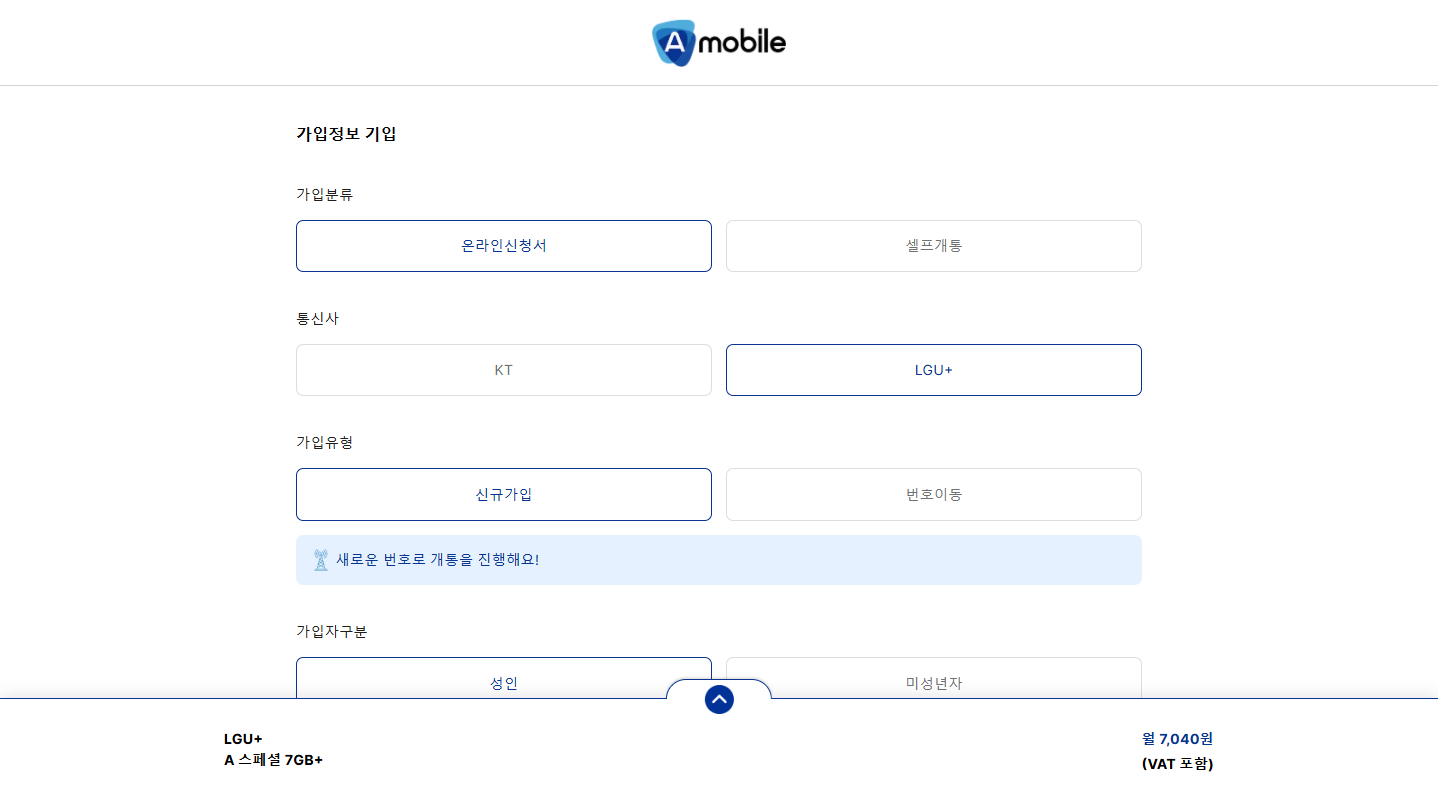 A mobile
가입정보 기입
가입분류
온라인신청서
셀프개통
통신사
KT
LGU+
가입유형
신규가입
번호이동
새로운 번호로 개통을 진행해요!
가입자구분
성인
미성년자
LGU+
A 스페셜 7GB+
월 7,040원
(VAT 포함)